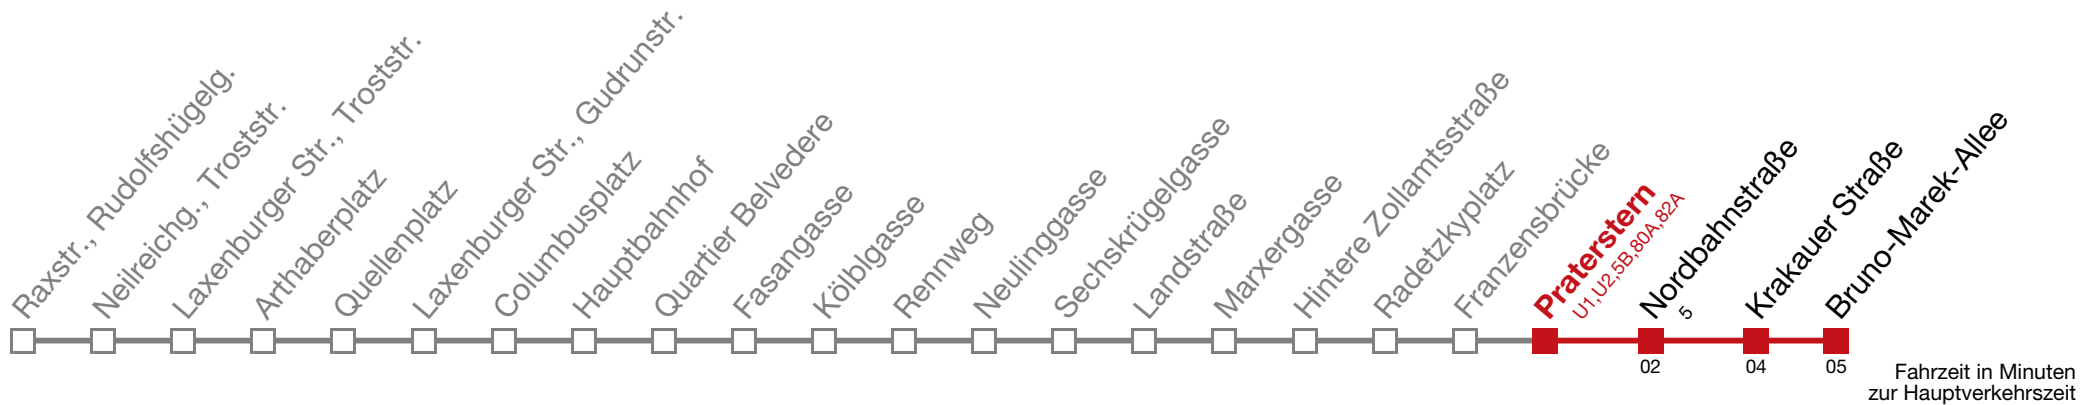 Raxstr., Rudolfshügelg.
Neilreichg., Troststr.
Laxenburger Str., Troststr.
Arthaberplatz
Quellenplatz
Laxenburger Str., Gudrunstr.
Columbusplatz
Hauptbahnhof
Quartier Belvedere
Fasangasse
Kölblgasse
Rennweg
Neulinggasse
Sechskrügelgasse
Landstraße
Marxergasse
Hintere Zollamtsstraße
Radetzkyplatz
Franzensbrücke
Praterstern
U1,U2,5B,80A,82A
Nordbahnstraße
5
Krakauer Straße
Bruno-Marek-Allee
02
04
05
Fahrzeit in Minuten
zur Hauptverkehrszeit